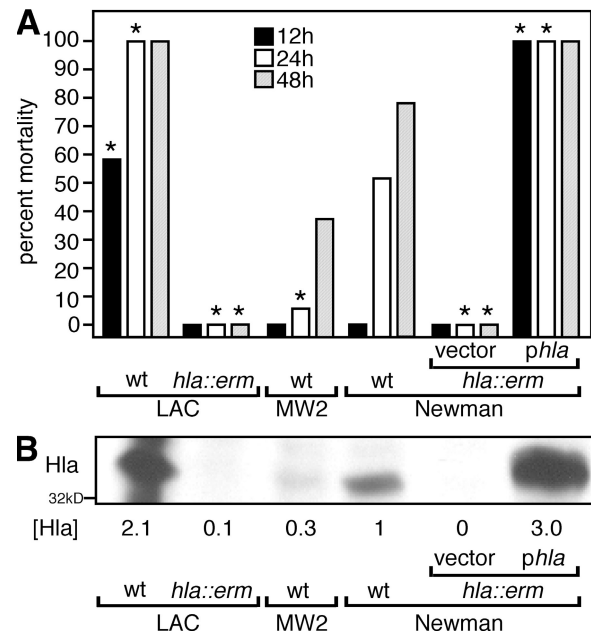 A
percent mortality
100
90
80
70
60
50
40
30
20
10
0
12h
24h
48h
* * * * * * * * *
vector phla
wt hla::erm wt wt hla::erm
LAC MW2 Newman
B
Hla
32kD
[Hla] 2.1 0.1 0.3 1 0 3.0
vector phla
wt hla::erm wt wt hla::erm
LAC MW2 Newman